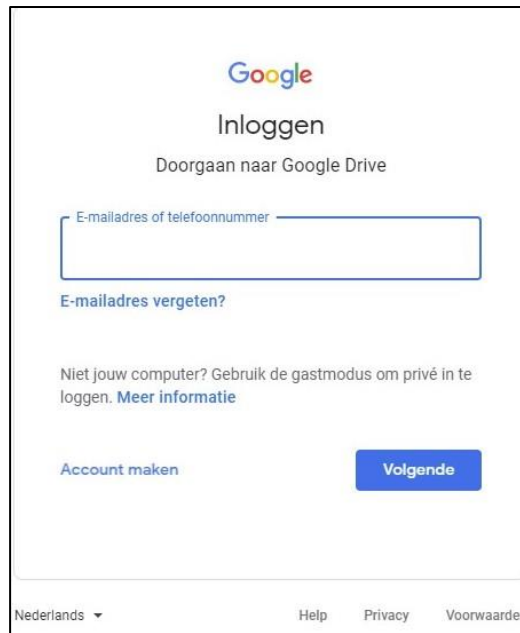 Google
Inloggen
Doorgaan naar Google Drive
E-mailadres of telefoonnummer
E-mailadres vergeten?
Niet jouw computer? Gebruik de gastmodus om privé in te
loggen. Meer informatie
Account maken Volgende
Nederlands Help Privacy Voorwaarde